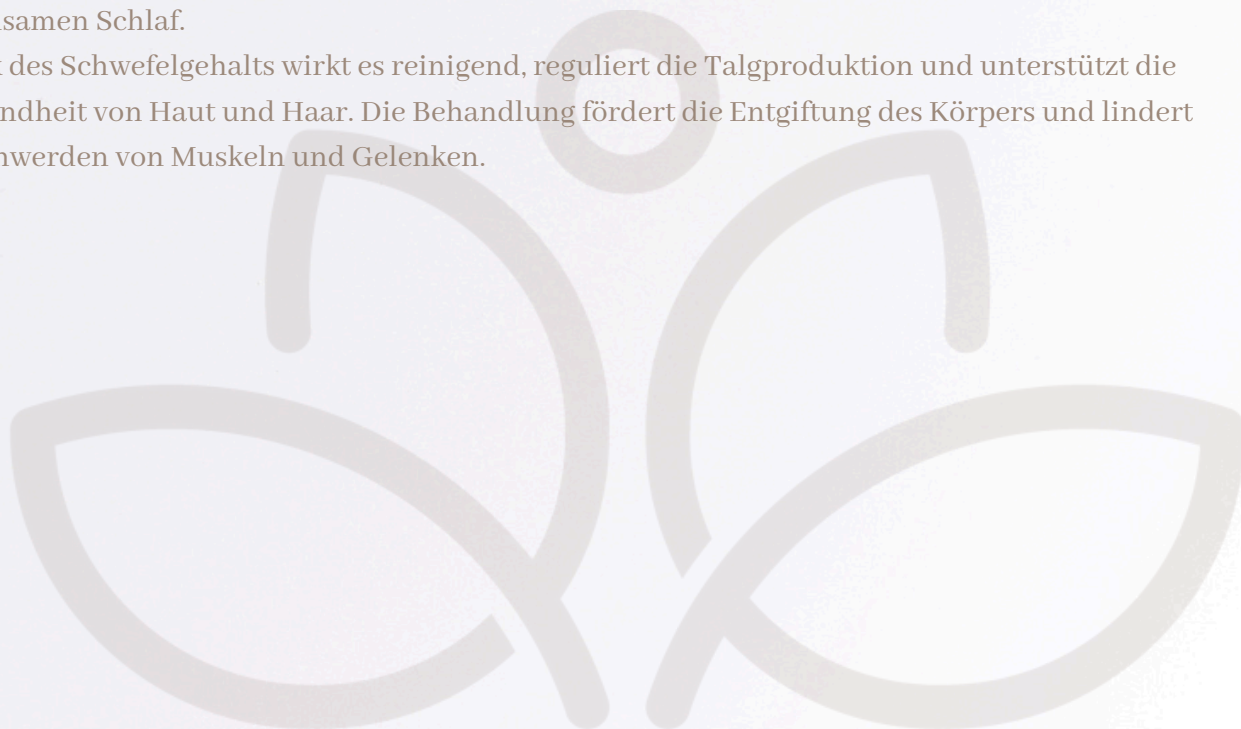 samen Schlaf.
des Schwefelgehalts wirkt es reinigend, reguliert die Talgproduktion und unterstützt die
ndheit von Haut und Haar. Die Behandlung fördert die Entgiftung des Körpers und lindert
werden von Muskeln und Gelenken.